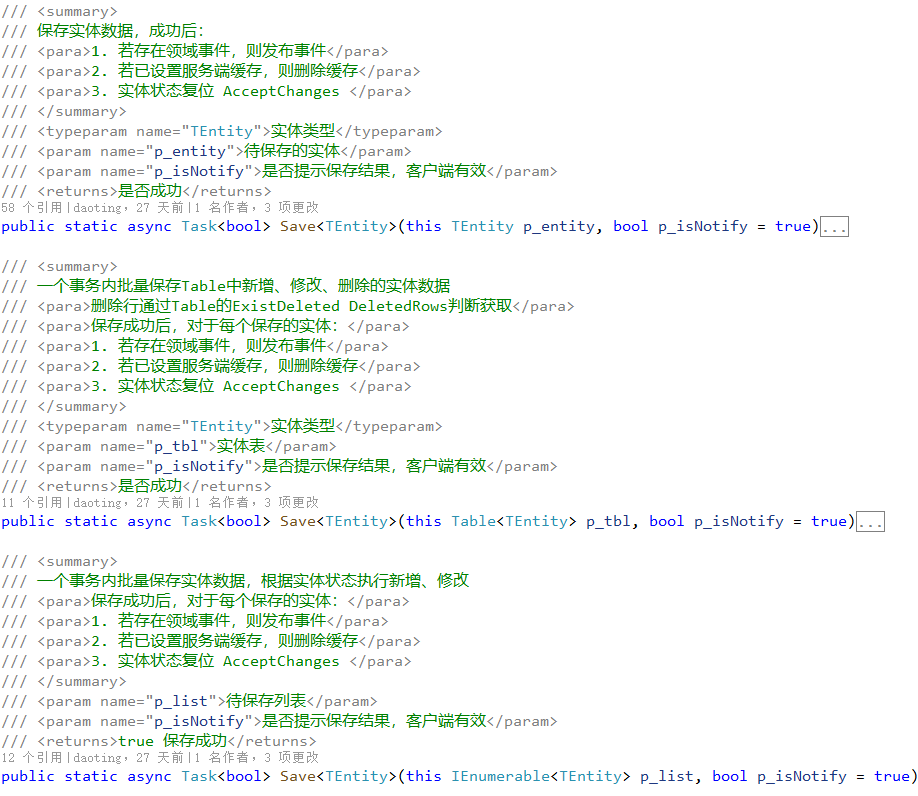 /// <summary>
/// 保存实体数据，成功后：
/// <para>1. 若存在领域事件，则发布事件</para>
/// <para>2. 若已设置服务端缓存，则删除缓存</para>
/// <para>3. 实体状态复位 AcceptChanges </para>
/// </summary>
/// <typeparam name="TEntity">实体类型</typeparam>
/// <param name="p_entity">待保存的实体</param>
/// <param name="p_isNotify">是否提示保存结果，客户端有效</param>
/// <returns>是否成功</returns>
58 个引用|daoting，27 天前|1 名作者，3 项更改
public static async Task<bool> Save<TEntity>(this TEntity p_entity, bool p_isNotify = true)...
/// <summary>
/// 一个事务内批量保存Table中新增、修改、删除的实体数据
/// <para>删除行通过Table的ExistDeleted DeletedRows判断获取</para>
/// <para>保存成功后，对于每个保存的实体：</para>
/// <para>1. 若存在领域事件，则发布事件</para>
/// <para>2. 若已设置服务端缓存，则删除缓存</para>
/// <para>3. 实体状态复位 AcceptChanges </para>
/// </summary>
/// <typeparam name="TEntity">实体类型</typeparam>
/// <param name="p_tbl">实体表</param>
/// <param name="p_isNotify">是否提示保存结果，客户端有效</param>
/// <returns>是否成功</returns>
11 个引用|daoting，27 天前|1 名作者，3 项更改
public static async Task<bool> Save<TEntity>(this Table<TEntity> p_tbl, bool p_isNotify = true)...
/// <summary>
/// 一个事务内批量保存实体数据，根据实体状态执行新增、修改
/// <para>保存成功后，对于每个保存的实体：</para>
/// <para>1. 若存在领域事件，则发布事件</para>
/// <para>2. 若已设置服务端缓存，则删除缓存</para>
/// <para>3. 实体状态复位 AcceptChanges </para>
/// </summary>
/// <param name="p_list">待保存列表</param>
/// <param name="p_isNotify">是否提示保存结果，客户端有效</param>
/// <returns>true 保存成功</returns>
12 个引用|daoting，27 天前|1 名作者，3 项更改
public static async Task<bool> Save<TEntity>(this IEnumerable<TEntity> p_list, bool p_isNotify = true)